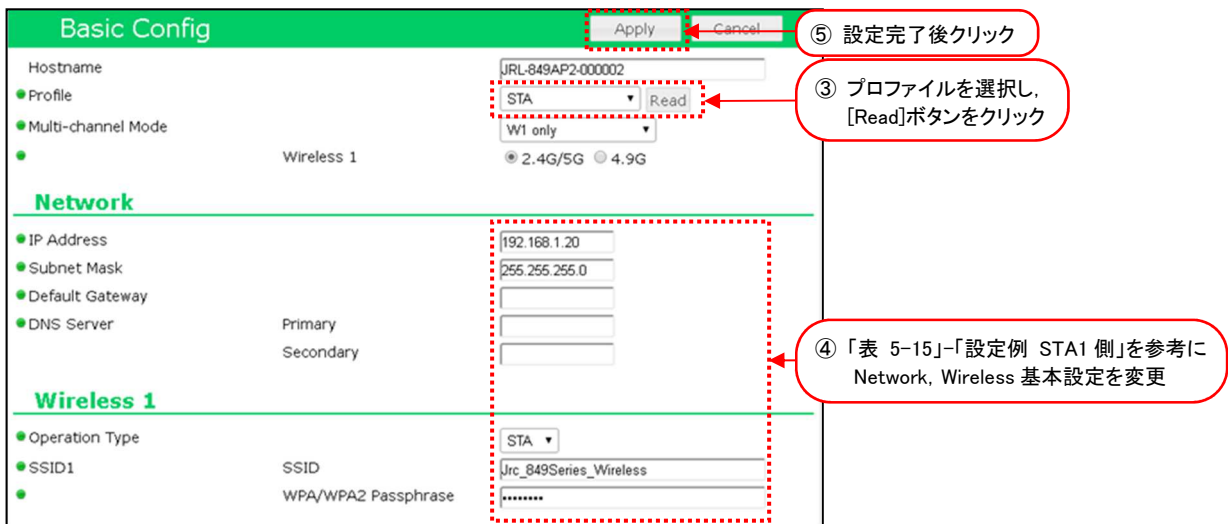 Basic Config Apply Cancel
⑤ 設定完了後クリック
Hostname JRL-849AP2-000002
Profile STA Read
③ プロファイルを選択し,
[Read]ボタンをクリック
Multi-channel Mode W1 only
Wireless 1 2.4G/5G 4.9G
Network
IP Address 192.168.1.20
Subnet Mask 255.255.255.0
Default Gateway
DNS Server Primary
Secondary
④ 「表 5-15」-「設定例 STA1 側」を参考に
Network, Wireless 基本設定を変更
Wireless 1
Operation Type STA
SSID1 SSID Jrc_849Series_Wireless
WPA/WPA2 Passphrase ••••••••